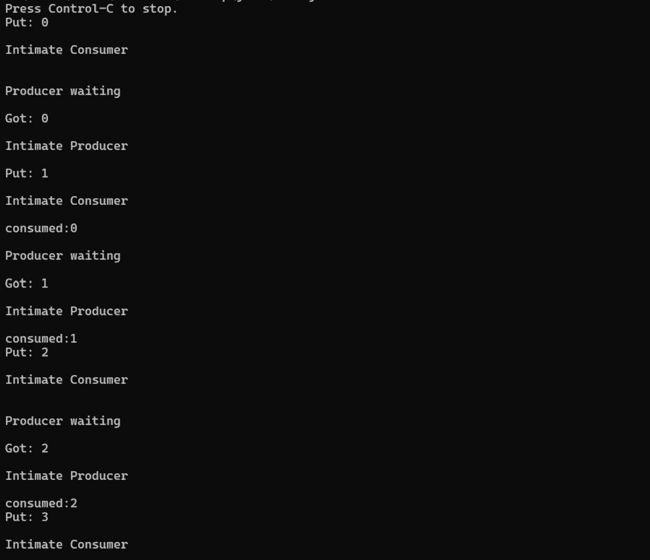 Press Control-C to stop.
Put: 0
Intimate Consumer
Producer waiting
Got: 0
Intimate Producer
Put: 1
Intimate Consumer
consumed:0
Producer waiting
Got: 1
Intimate Producer
consumed:1
Put: 2
Intimate Consumer
Producer waiting
Got: 2
Intimate Producer
consumed:2
Put: 3
Intimate Consumer